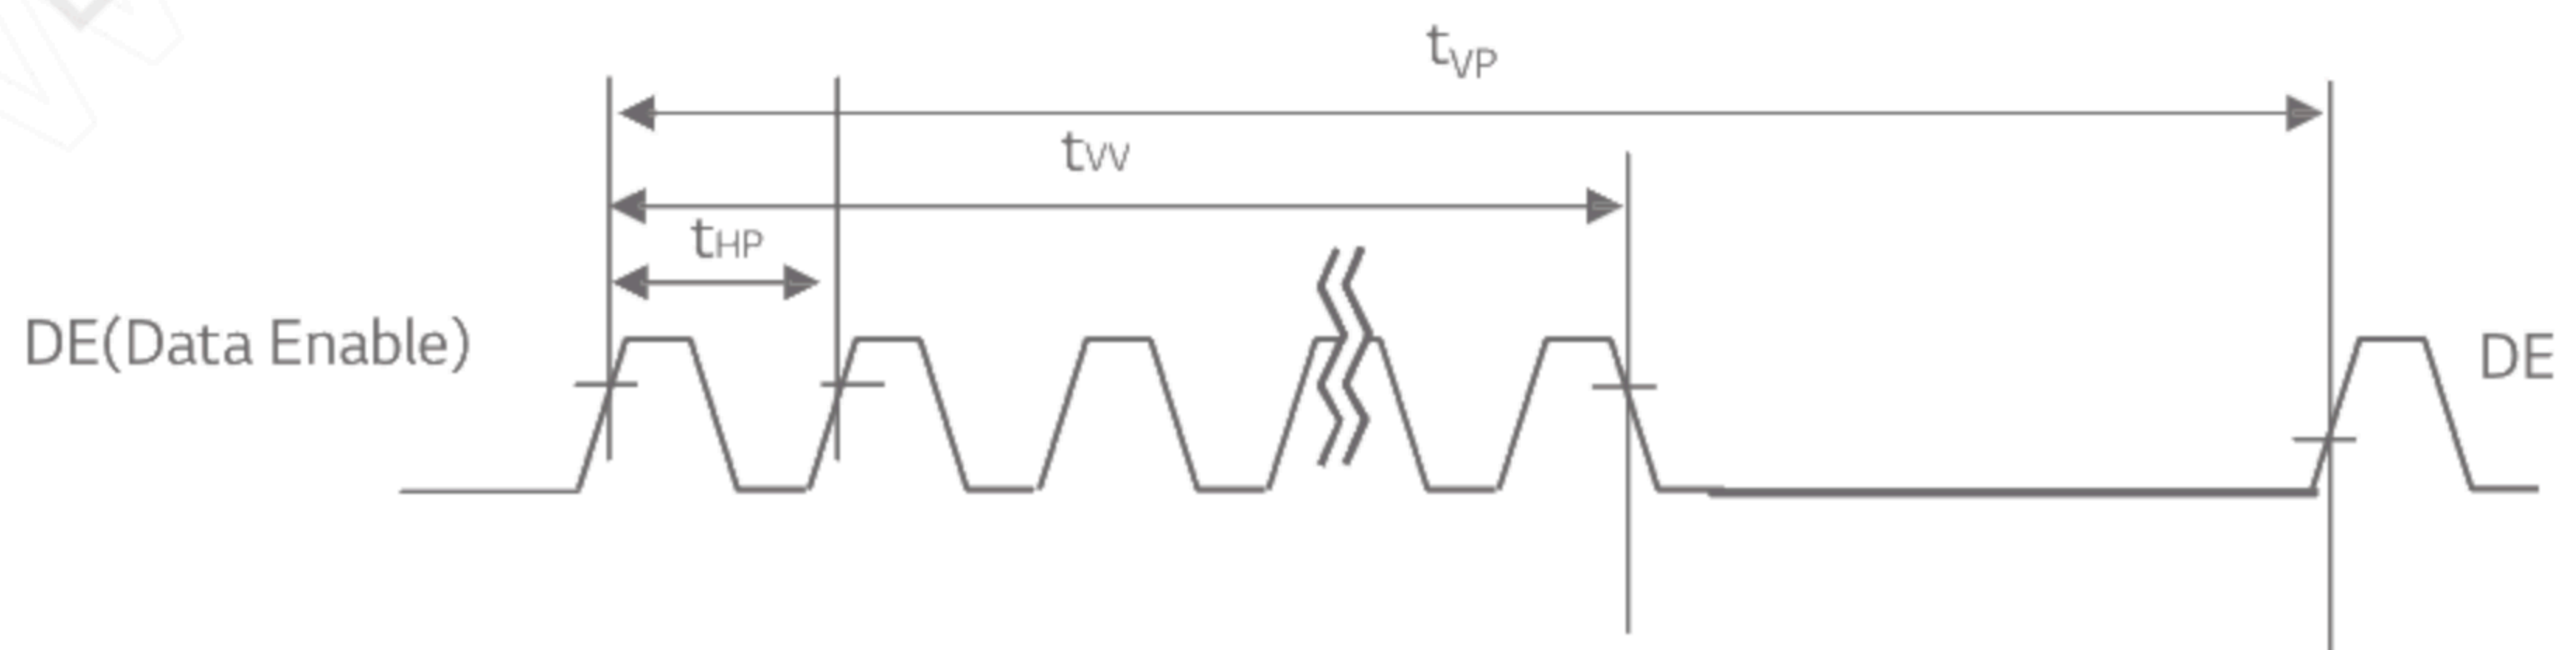 tVP
tVV
tHP
DE(Data Enable)
DE